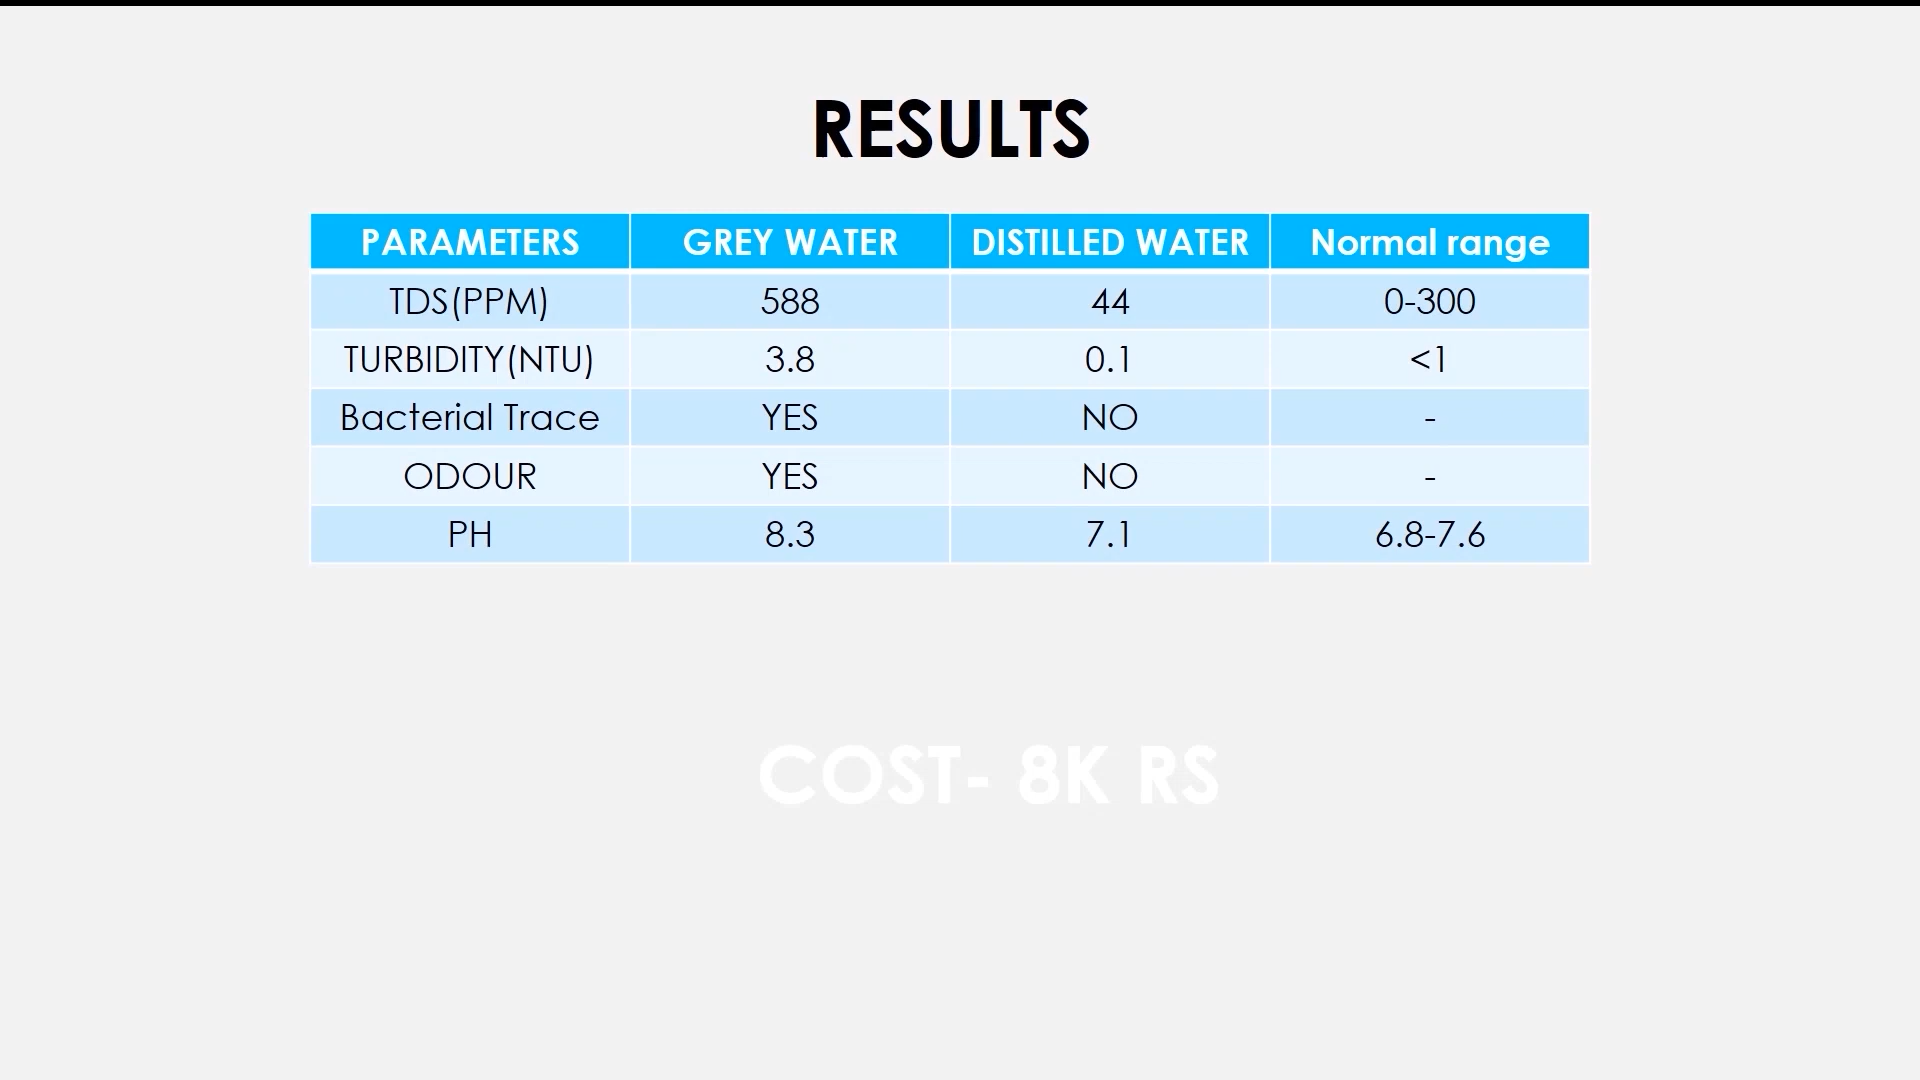 RESULTS
PARAMETERS GREY WATER DISTILLED WATER Normal range
TDS(PPM) 588 44 0-300
TURBIDITY(NTU) 3.8 0.1 <1
Bacterial Trace YES NO -
ODOUR YES NO -
PH 8.3 7.1 6.8-7.6
COST- 8K RS